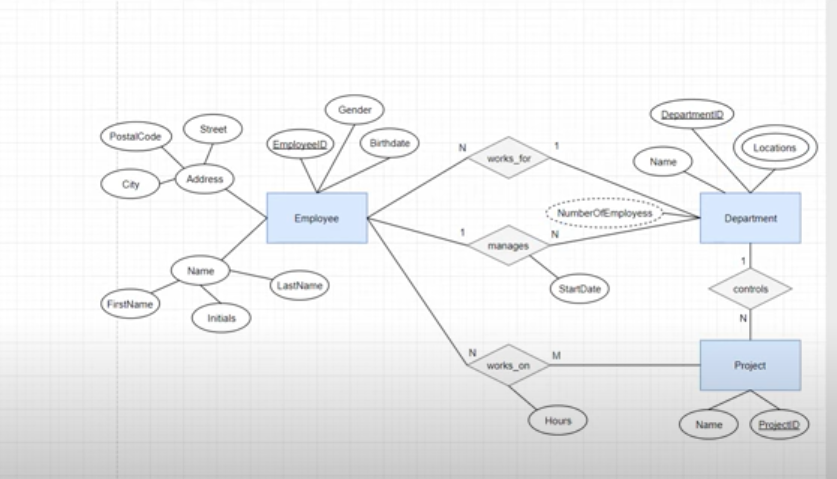 Gender
DepartmentID
PostalCode
Street
EmployeeID
Birthdate
N
1
Locations
works_for
Name
City
Address
NumberOfEmployess
Employee
Department
1
manages
N
1
Name
LastName
StartDate
controls
FirstName
Initials
N
N
works_on
M
Project
Hours
Name
ProjectID